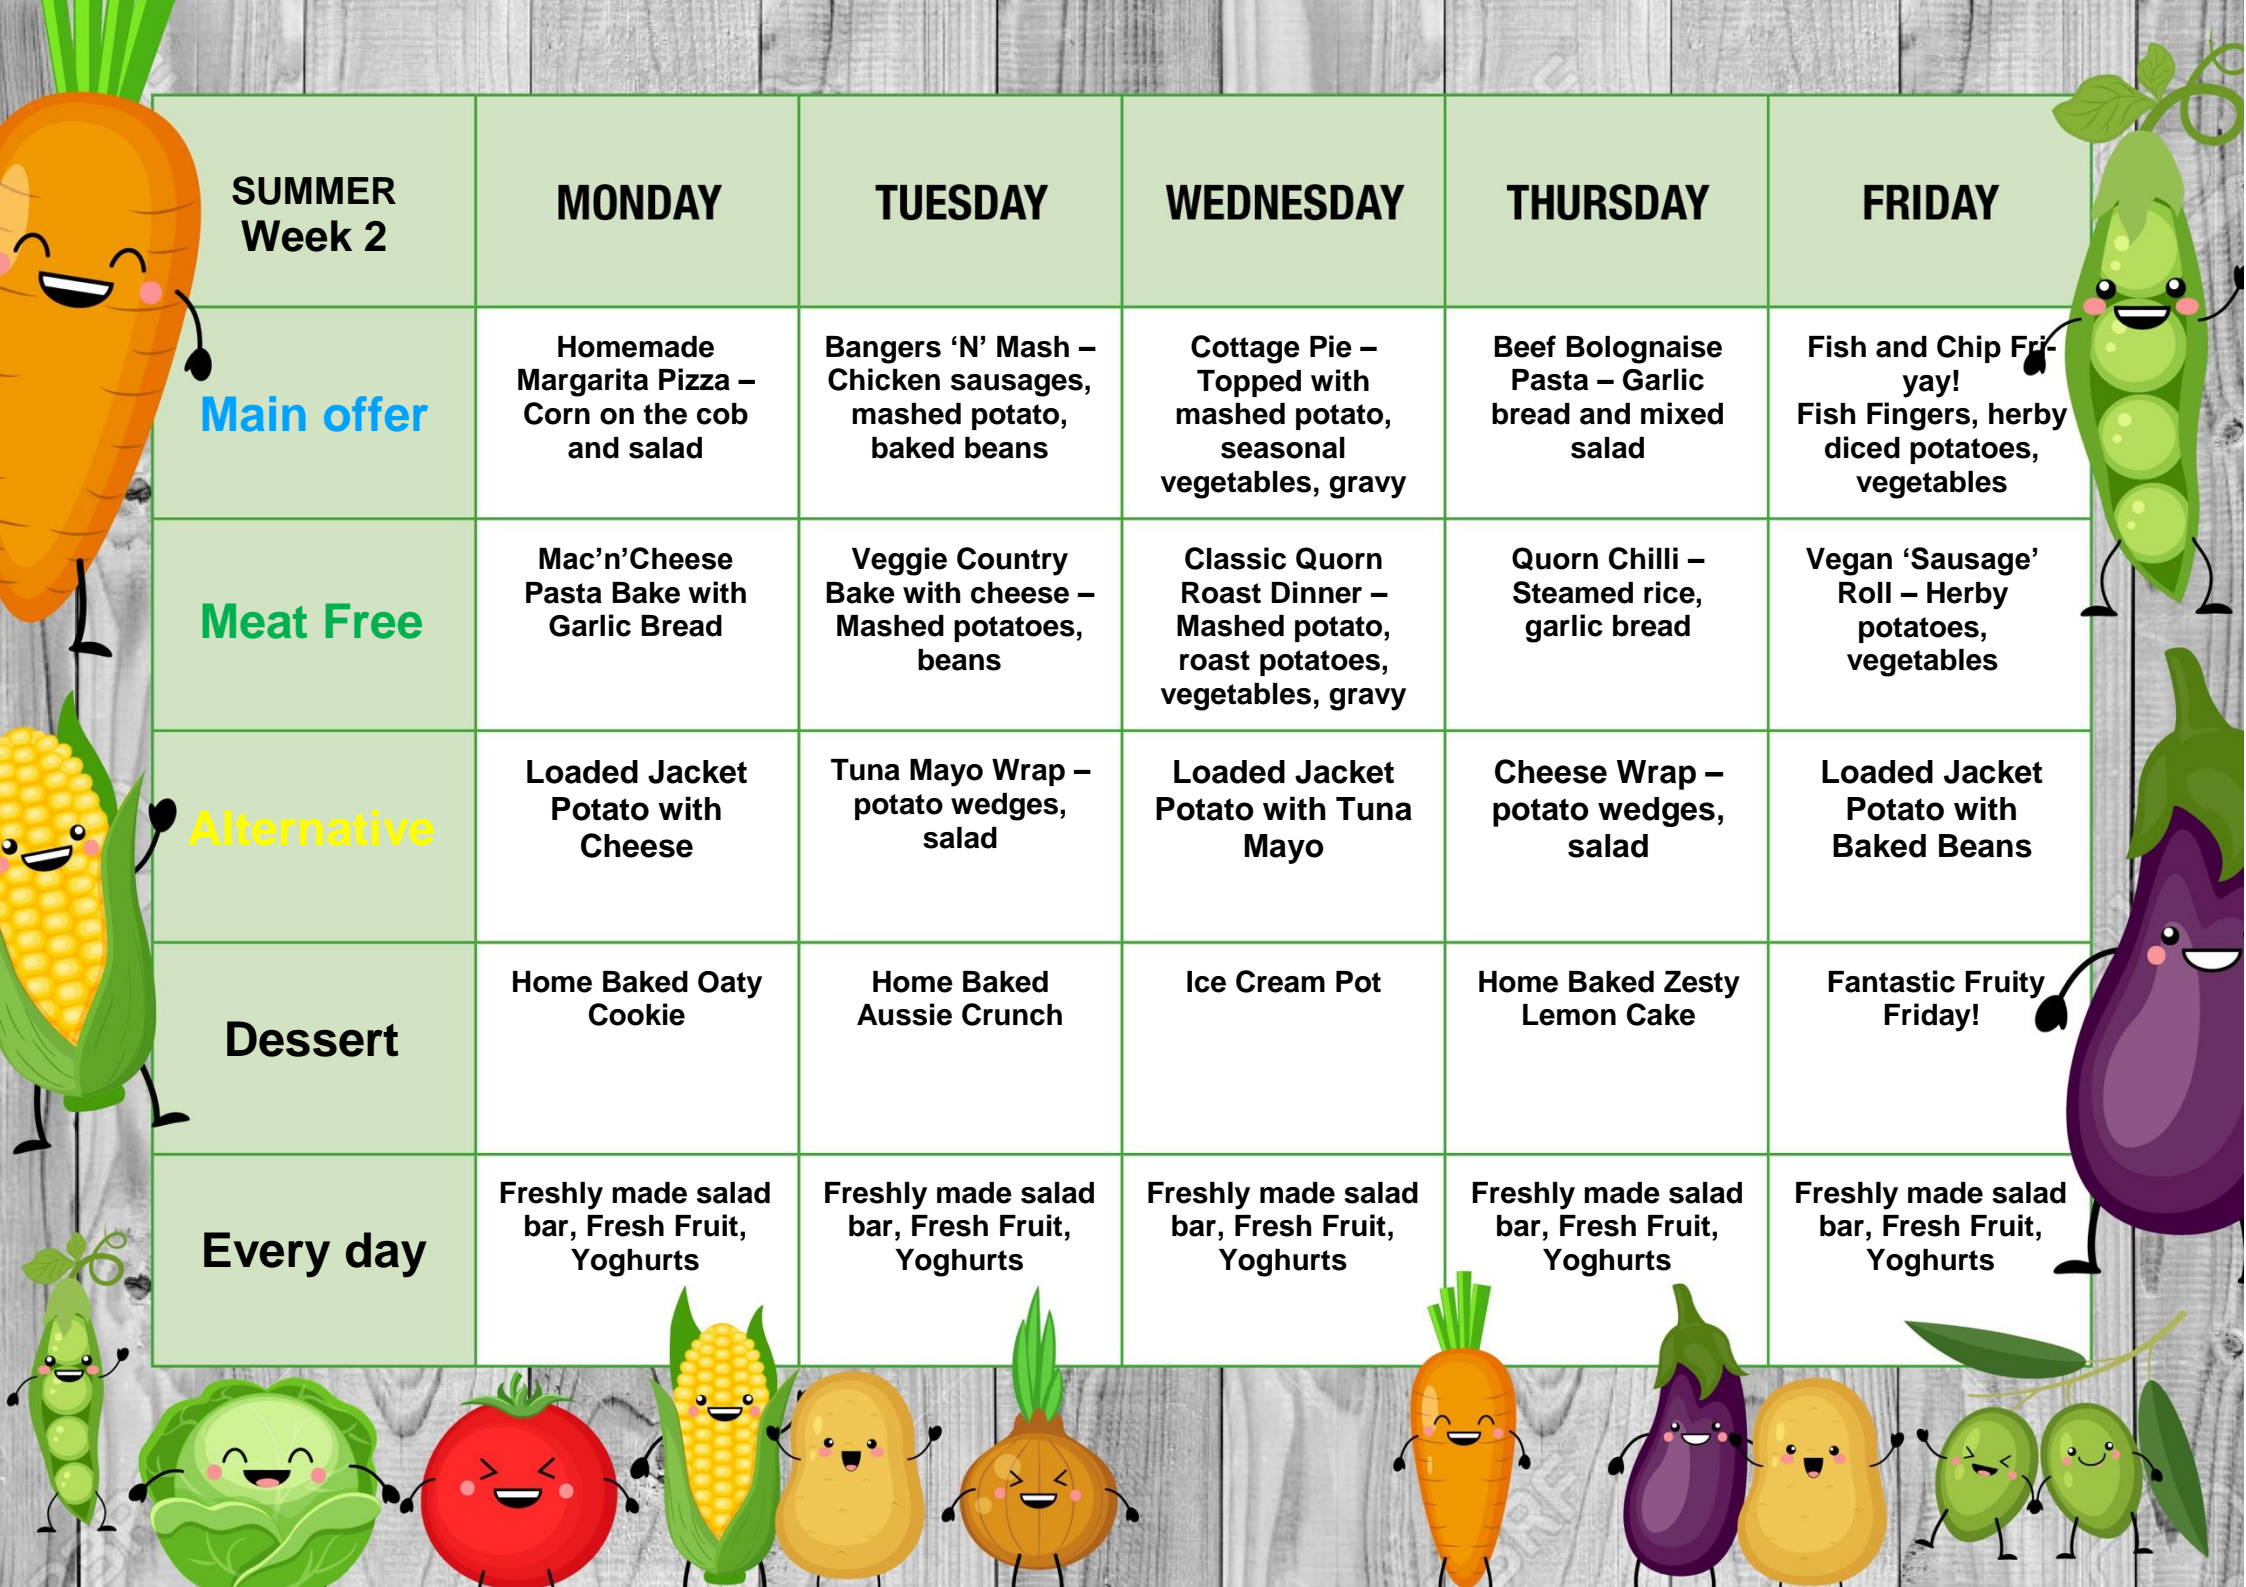 SUMMER
Week 2
MONDAY
TUESDAY
WEDNESDAY
THURSDAY
FRIDAY
Main offer
Homemade
Margarita Pizza –
Corn on the cob
and salad
Bangers ‘N’ Mash –
Chicken sausages,
mashed potato,
baked beans
Cottage Pie –
Topped with
mashed potato,
seasonal
vegetables, gravy
Beef Bolognaise
Pasta – Garlic
bread and mixed
salad
Fish and Chip Fri-
yay!
Fish Fingers, herby
diced potatoes,
vegetables
Meat Free
Mac’n’Cheese
Pasta Bake with
Garlic Bread
Veggie Country
Bake with cheese –
Mashed potatoes,
beans
Classic Quorn
Roast Dinner –
Mashed potato,
roast potatoes,
vegetables, gravy
Quorn Chilli –
Steamed rice,
garlic bread
Vegan ‘Sausage’
Roll – Herby
potatoes,
vegetables
Alternative
Loaded Jacket
Potato with
Cheese
Tuna Mayo Wrap –
potato wedges,
salad
Loaded Jacket
Potato with Tuna
Mayo
Cheese Wrap –
potato wedges,
salad
Loaded Jacket
Potato with
Baked Beans
Dessert
Home Baked Oaty
Cookie
Home Baked
Aussie Crunch
Ice Cream Pot
Home Baked Zesty
Lemon Cake
Fantastic Fruity
Friday!
Every day
Freshly made salad
bar, Fresh Fruit,
Yoghurts
Freshly made salad
bar, Fresh Fruit,
Yoghurts
Freshly made salad
bar, Fresh Fruit,
Yoghurts
Freshly made salad
bar, Fresh Fruit,
Yoghurts
Freshly made salad
bar, Fresh Fruit,
Yoghurts